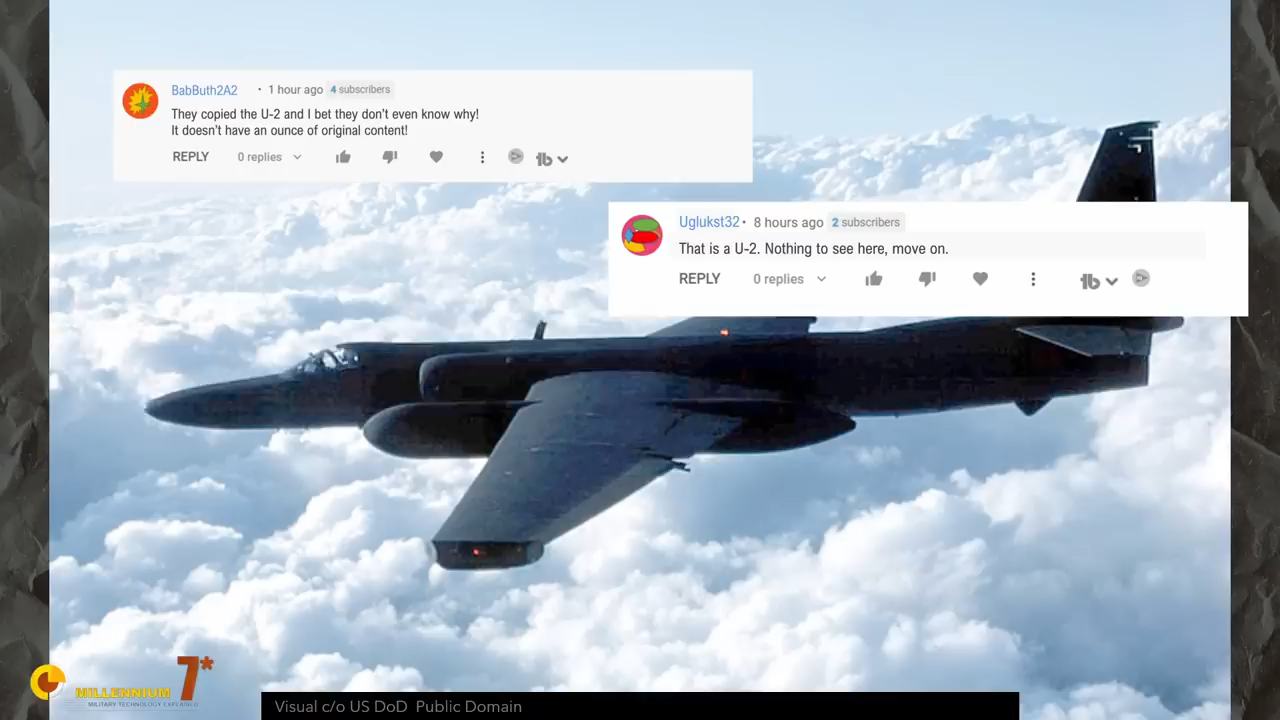 BabButh2A2 · 1 hour ago 4 subscribers
They copied the U-2 and I bet they don't even know why!
It doesn't have an ounce of original content!
REPLY 0 replies
Uglukst32 · 8 hours ago 2 subscribers
That is a U-2. Nothing to see here, move on.
REPLY 0 replies
MILLENNIUM 7*
MILITARY TECHNOLOGY EXPLAINED
Visual c/o US DoD Public Domain